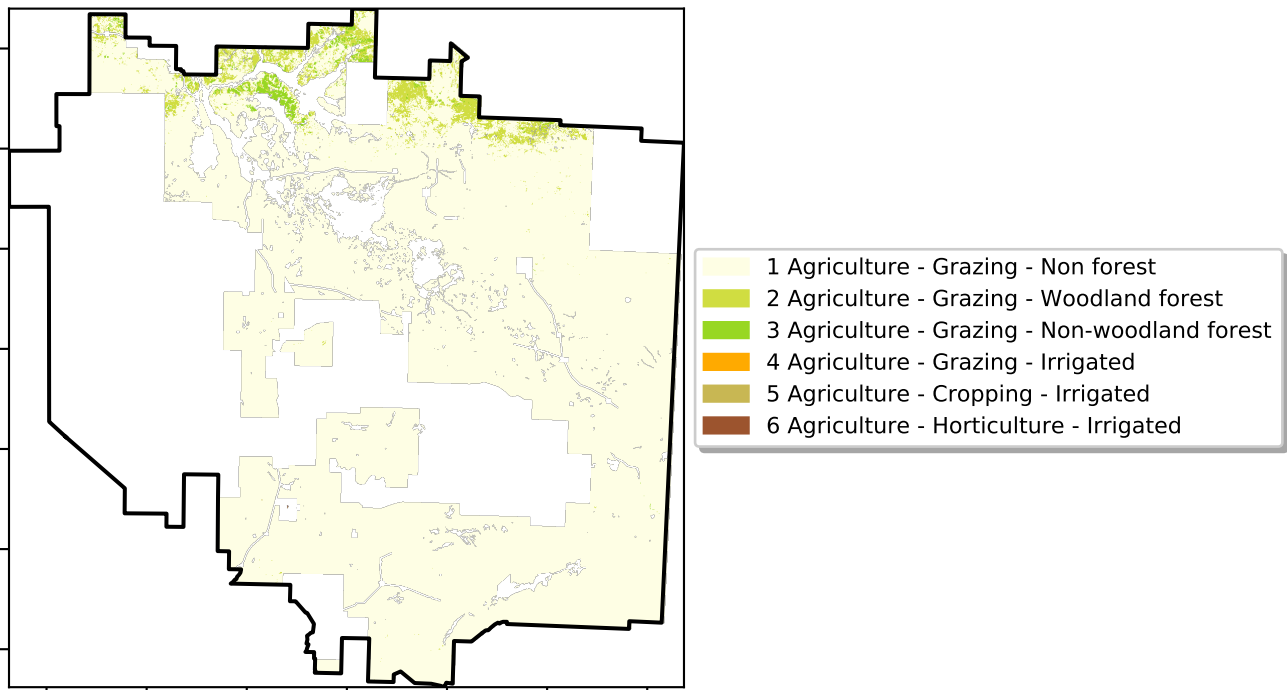 1 Agriculture - Grazing - Non forest
2 Agriculture - Grazing - Woodland forest
3 Agriculture - Grazing - Non-woodland forest
4 Agriculture - Grazing - Irrigated
5 Agriculture - Cropping - Irrigated
6 Agriculture - Horticulture - Irrigated